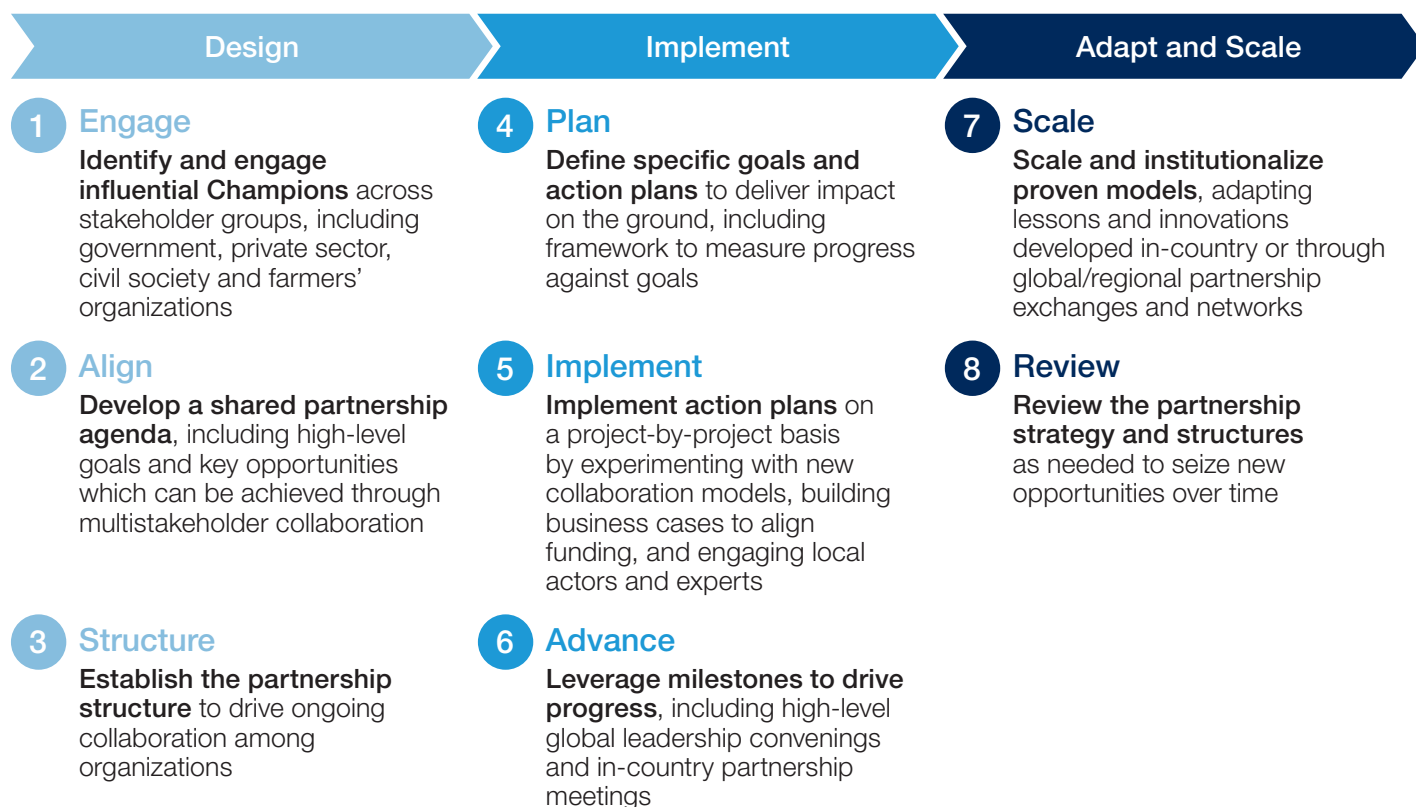 Design
Implement
Adapt and Scale
1 Engage
Identify and engage
influential Champions across
stakeholder groups, including
government, private sector,
civil society and farmers’
organizations
2 Align
Develop a shared partnership
agenda, including high-level
goals and key opportunities
which can be achieved through
multistakeholder collaboration
3 Structure
Establish the partnership
structure to drive ongoing
collaboration among
organizations
4 Plan
Define specific goals and
action plans to deliver impact
on the ground, including
framework to measure progress
against goals
5 Implement
Implement action plans on
a project-by-project basis
by experimenting with new
collaboration models, building
business cases to align
funding, and engaging local
actors and experts
6 Advance
Leverage milestones to drive
progress, including high-level
global leadership convenings
and in-country partnership
meetings
7 Scale
Scale and institutionalize
proven models, adapting
lessons and innovations
developed in-country or through
global/regional partnership
exchanges and networks
8 Review
Review the partnership
strategy and structures
as needed to seize new
opportunities over time